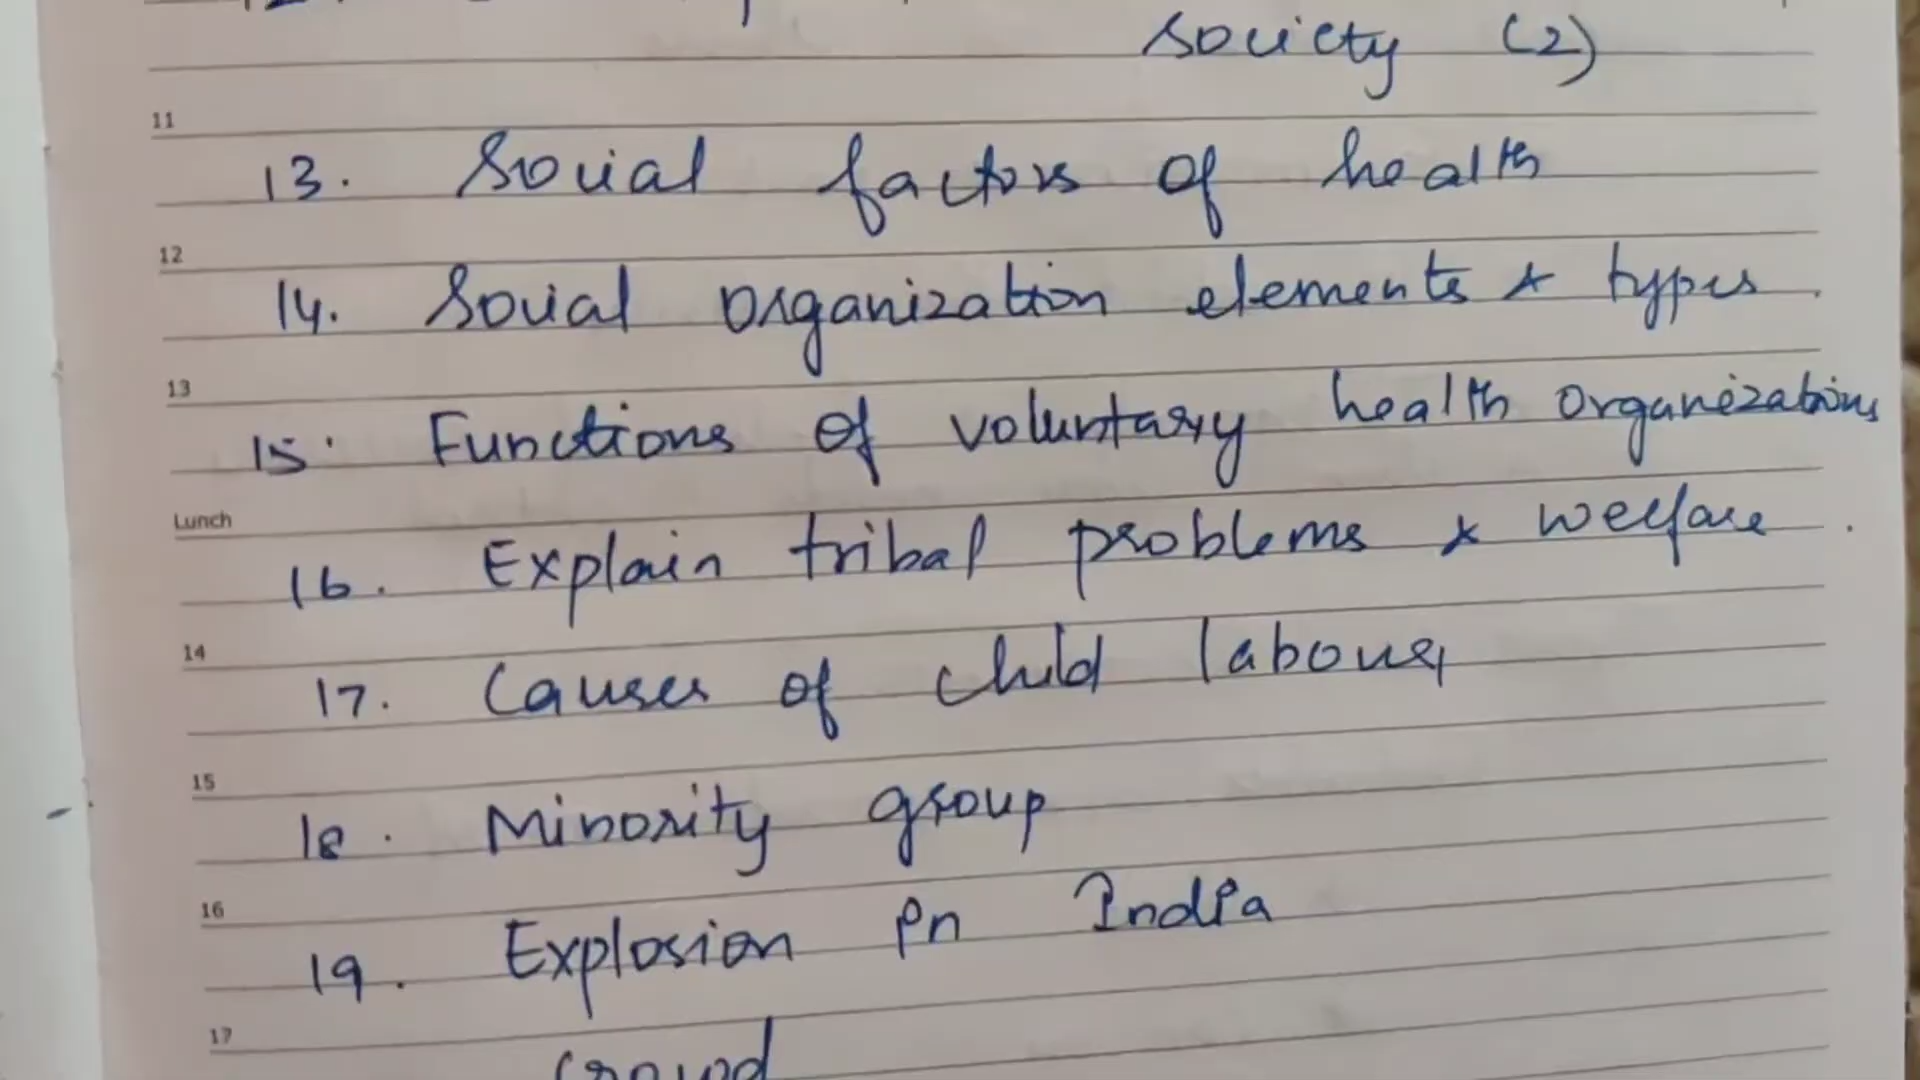 society (2)
11
13. Social factors of health
12
14. Social organization elements & types.
13
15. Functions of voluntary health organizations
Lunch
16. Explain tribal problems & welfare.
14
17. Causes of child labour
15
18. Minority group
16
19. Explosion in India
17
crowd